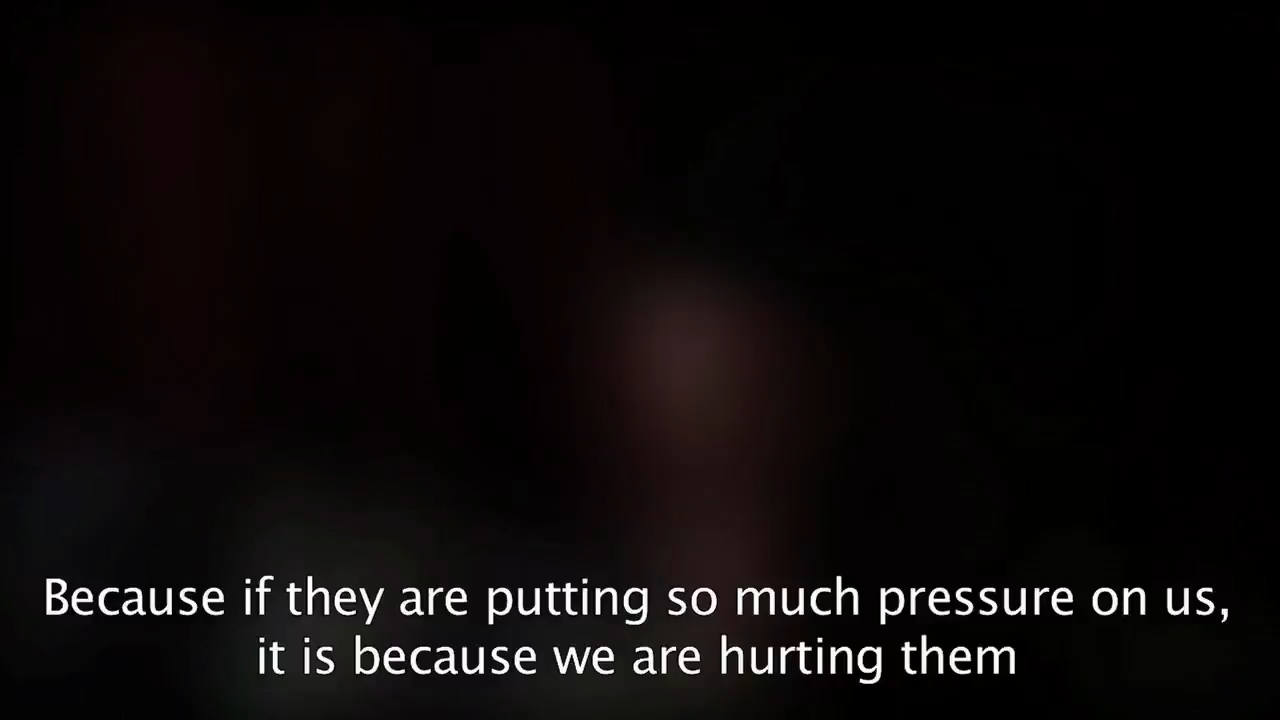 Because if they are putting so much pressure on us,
it is because we are hurting them